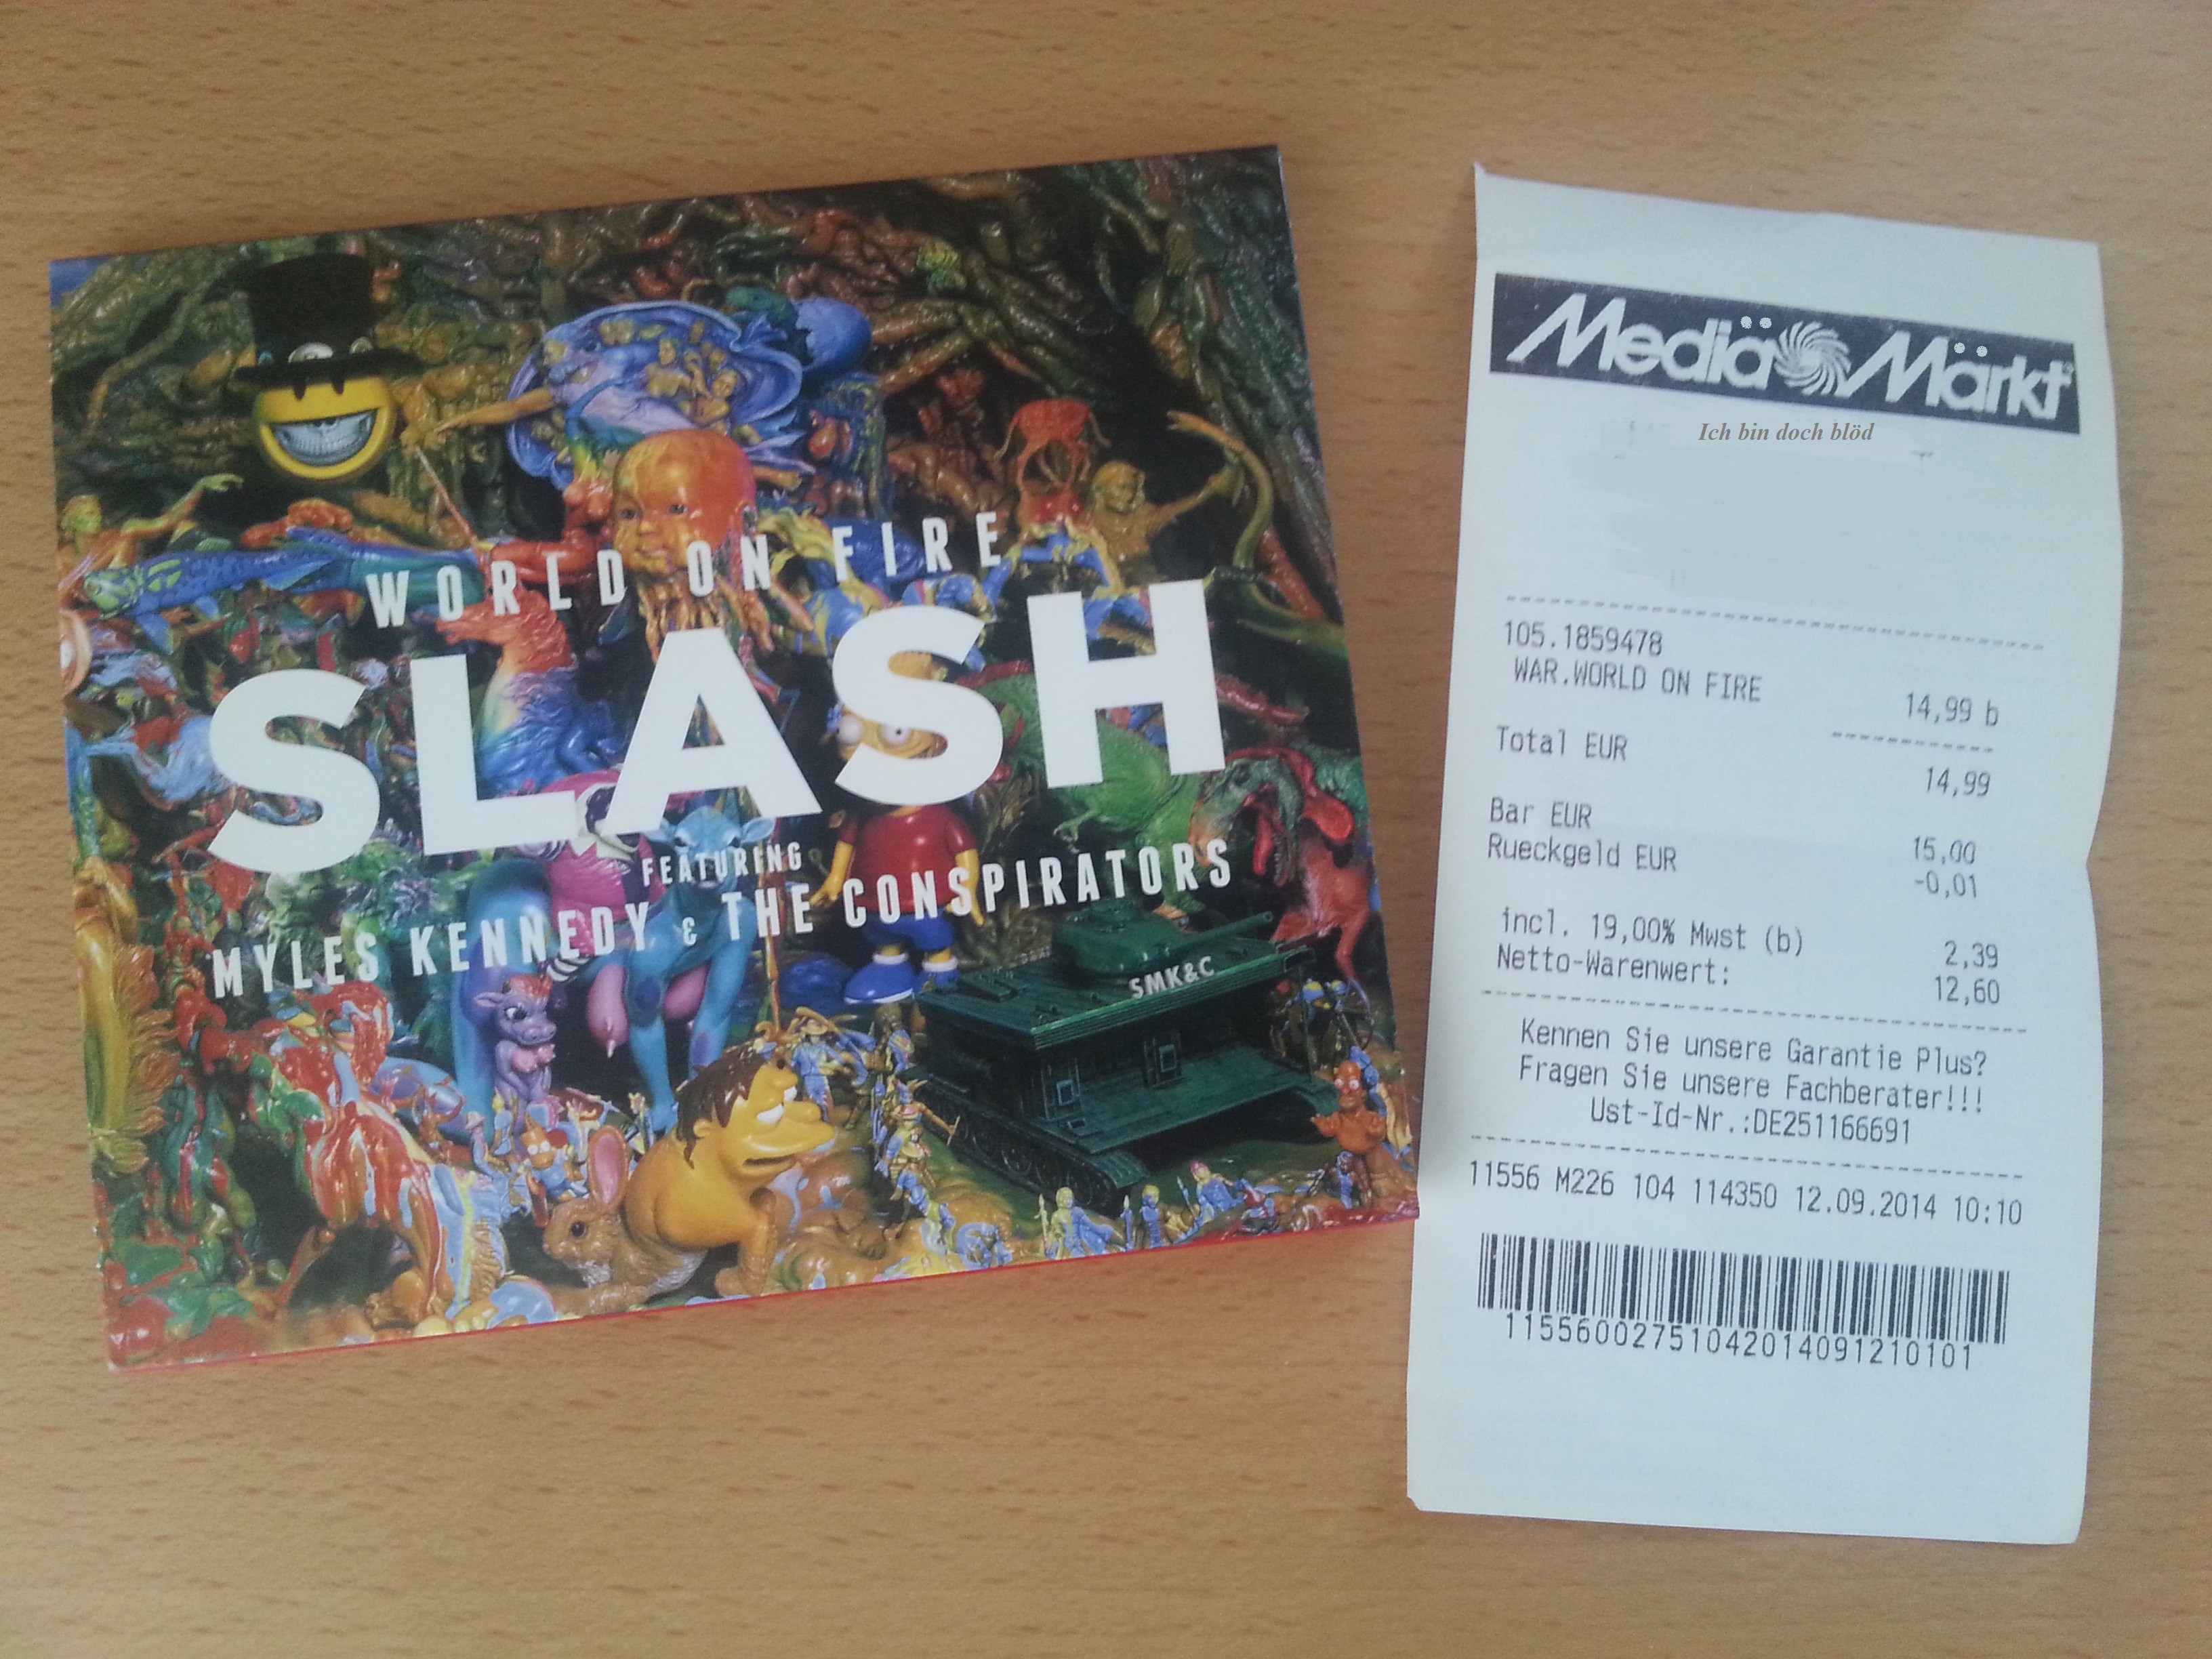 WORLD ON FIRE
SLASH
FEATURING
MYLES KENNEDY & THE CONSPIRATORS
SMK&C
Mediä Märkt
Ich bin doch blöd
105.1859478
WAR.WORLD ON FIRE 14,99 b
Total EUR 14,99
Bar EUR 15,00
Rueckgeld EUR -0,01
incl. 19,00% Mwst (b) 2,39
Netto-Warenwert: 12,60
Kennen Sie unsere Garantie Plus?
Fragen Sie unsere Fachberater!!!
Ust-Id-Nr.:DE251166691
11556 M226 104 114350 12.09.2014 10:10
11556002751042014091210101